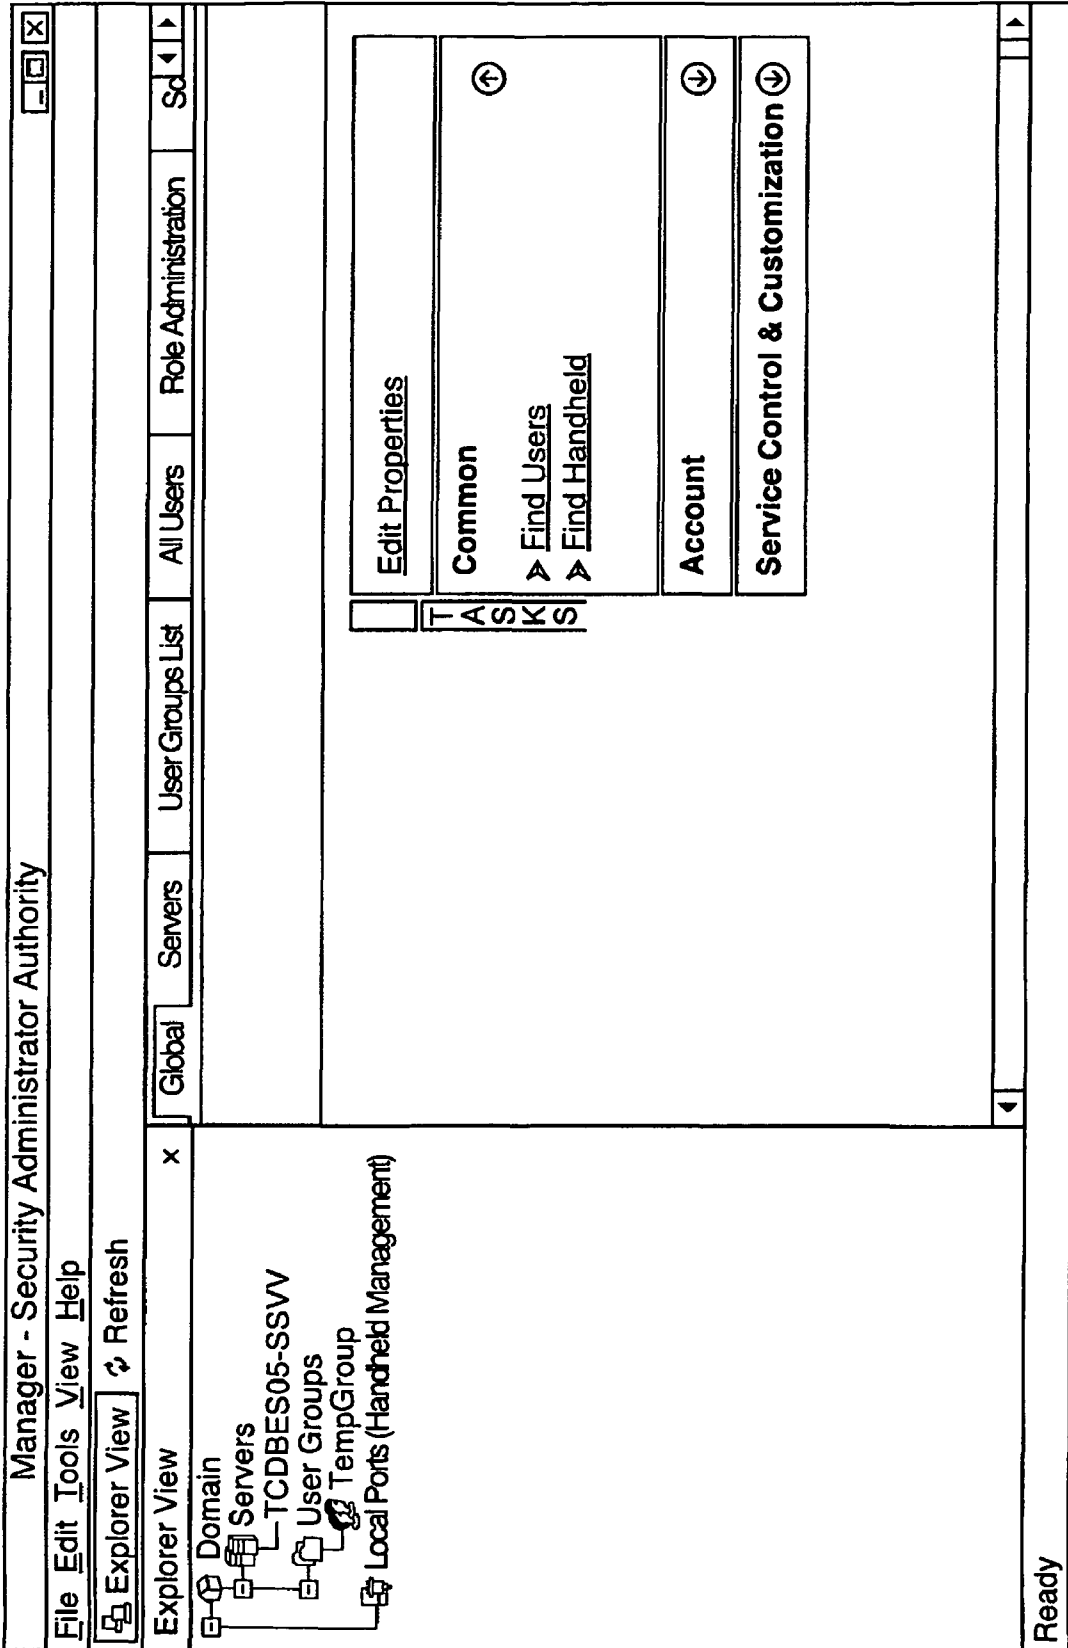 Manager - Security Administrator Authority
File Edit Tools View Help
Explorer View Refresh
Explorer View x
Global Servers User Groups List All Users Role Administration Sc
Domain
Servers
TCDBES05-SSVV
User Groups
TempGroup
Local Ports (Handheld Management)
TASKS
Edit Properties
Common
Find Users
Find Handheld
Account
Service Control & Customization
Ready